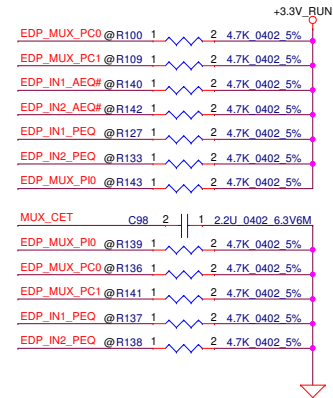 +3.3V_RUN
EDP_MUX_PC0 @R100 1 2 4.7K_0402_5%
EDP_MUX_PC1 @R109 1 2 4.7K_0402_5%
EDP_IN1_AEQ# @R140 1 2 4.7K_0402_5%
EDP_IN2_AEQ# @R142 1 2 4.7K_0402_5%
EDP_IN1_PEQ @R127 1 2 4.7K_0402_5%
EDP_IN2_PEQ @R133 1 2 4.7K_0402_5%
EDP_MUX_PI0 @R143 1 2 4.7K_0402_5%
MUX_CET C98 2 1 2.2U_0402_6.3V6M
EDP_MUX_PI0 @R139 1 2 4.7K_0402_5%
EDP_MUX_PC0 @R136 1 2 4.7K_0402_5%
EDP_MUX_PC1 @R141 1 2 4.7K_0402_5%
EDP_IN1_PEQ @R137 1 2 4.7K_0402_5%
EDP_IN2_PEQ @R138 1 2 4.7K_0402_5%